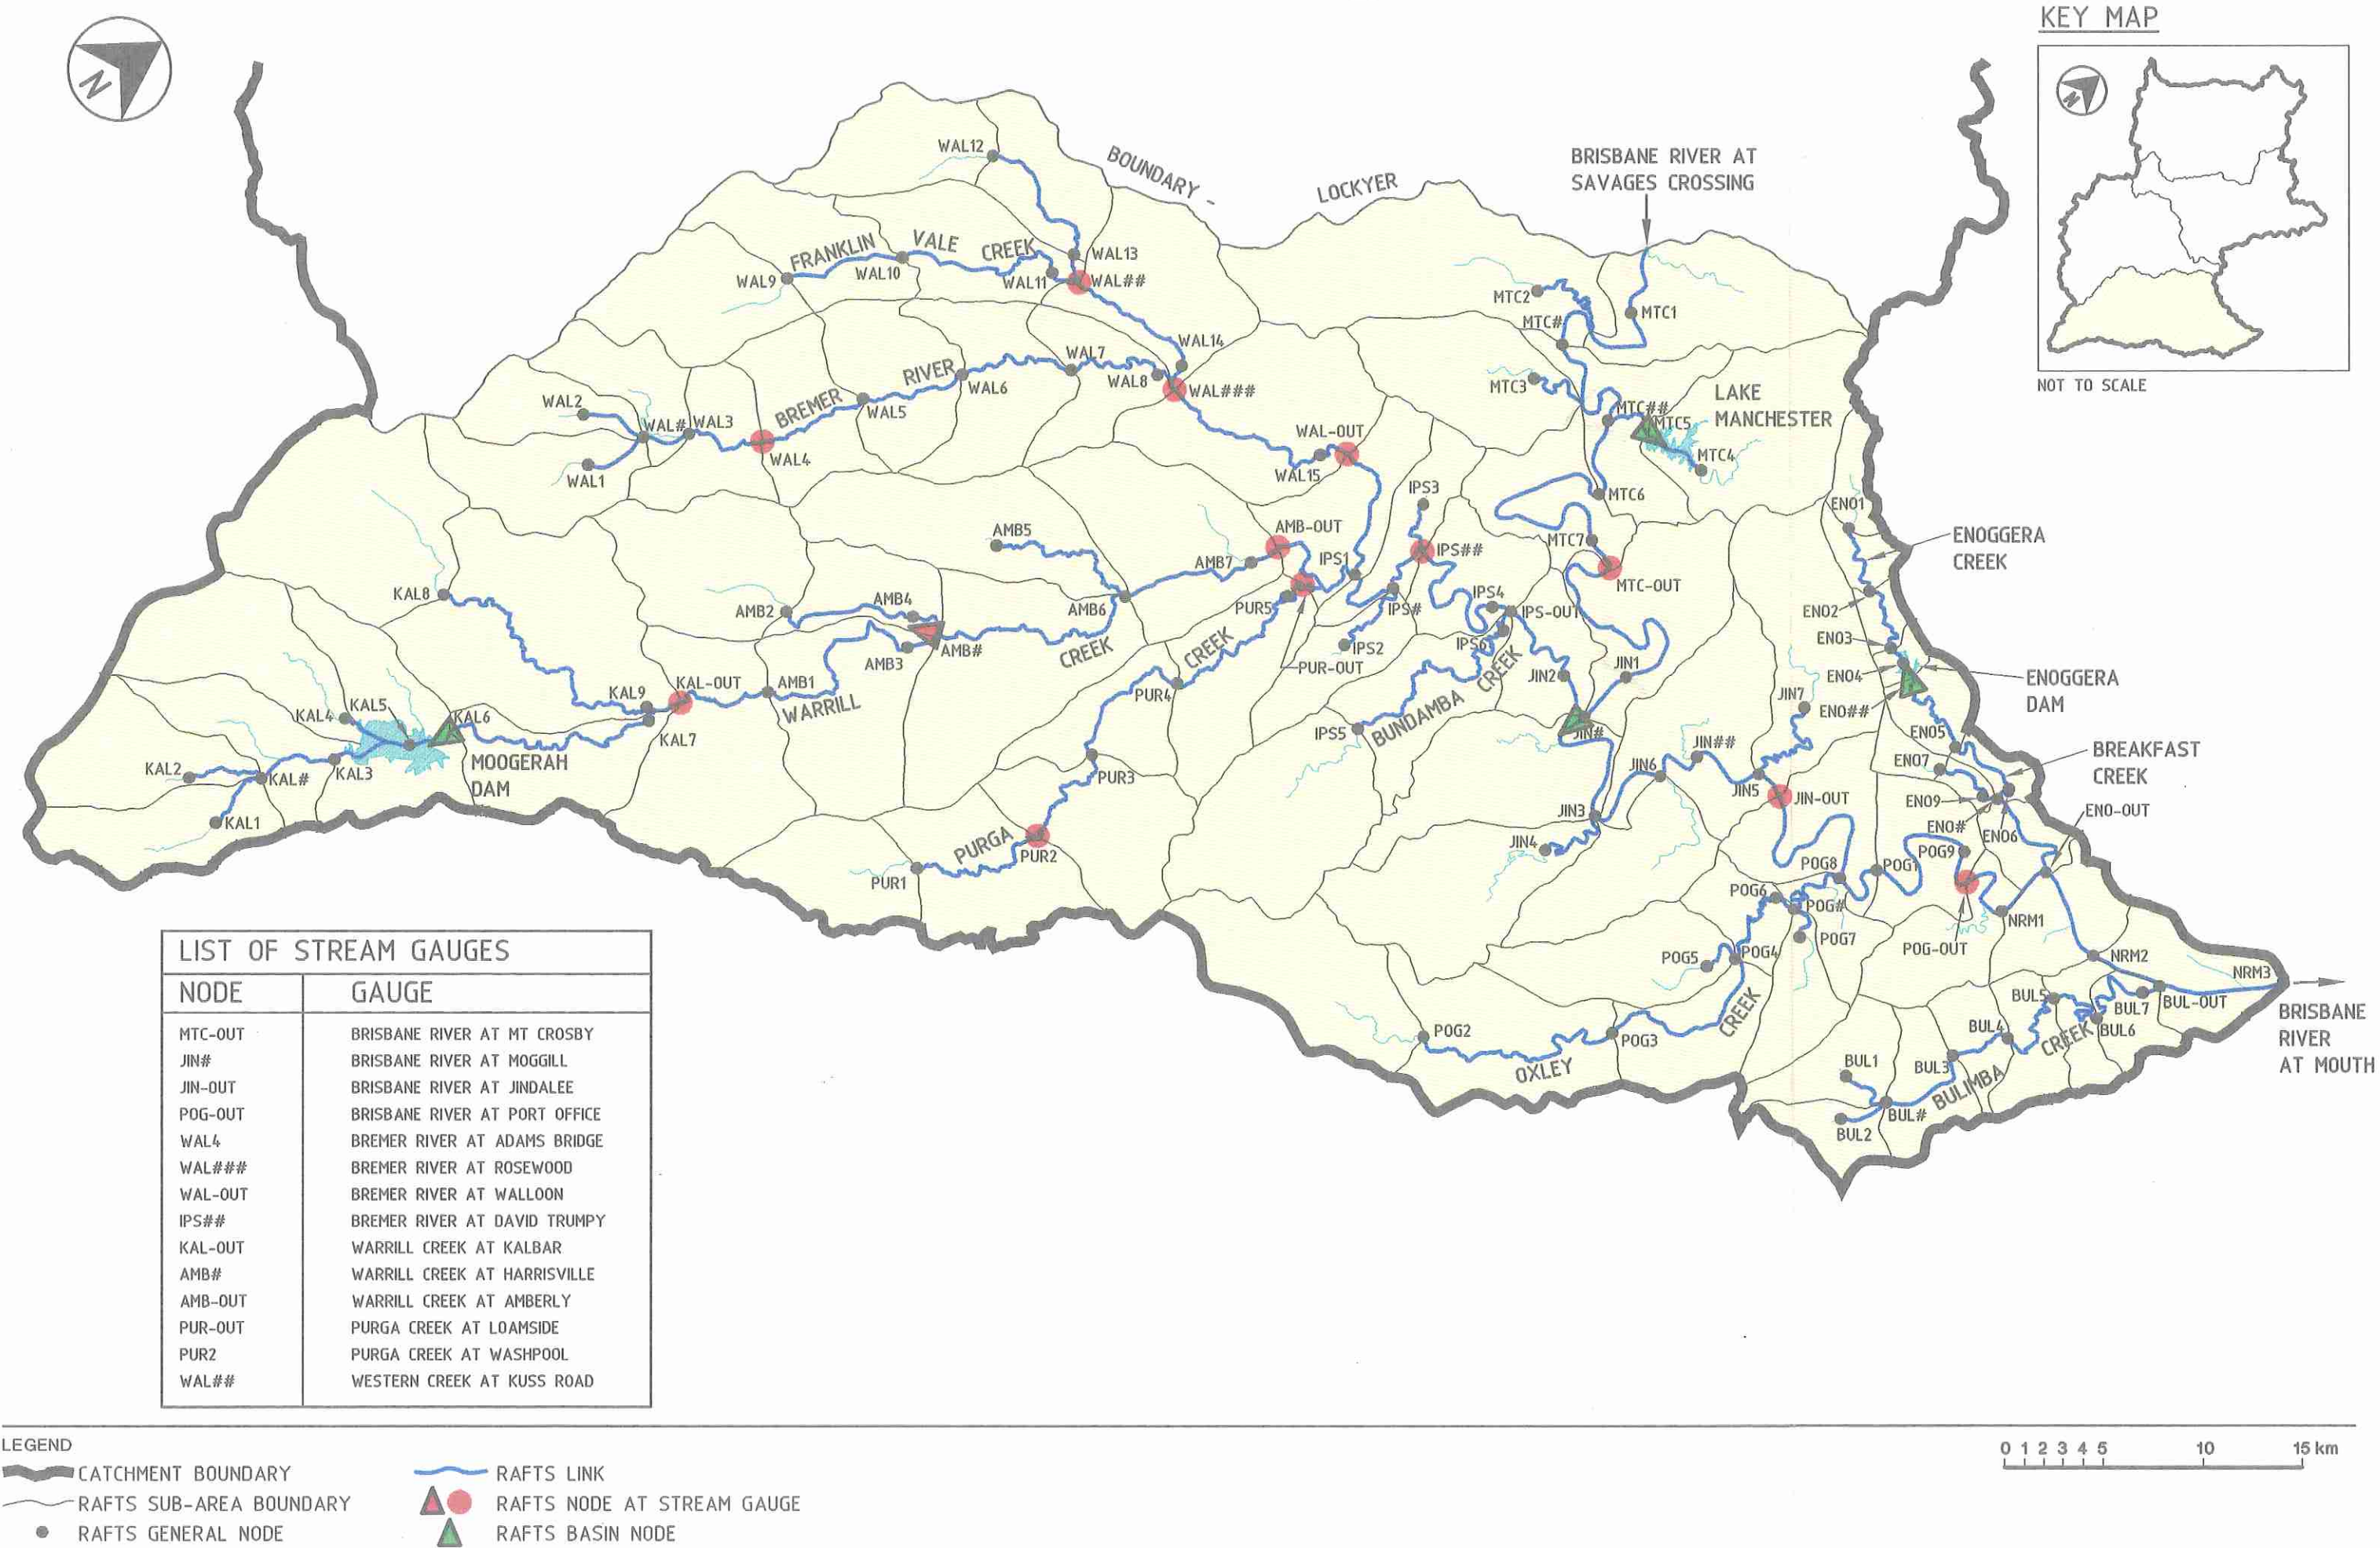 KEY MAP
N
N
NOT TO SCALE
BRISBANE RIVER AT
SAVAGES CROSSING
BOUNDARY -
LOCKYER
WAL12
WAL13
FRANKLIN
VALE
CREEK
WAL9
WAL10
WAL11
WAL##
MTC2
MTC1
MTC#
WAL14
WAL7
RIVER
WAL8
WAL6
WAL###
BREMER
WAL5
MTC3
LAKE
MANCHESTER
MTC##
MTC5
MTC4
WAL2
WAL#
WAL3
WAL4
WAL1
WAL-OUT
WAL15
IPS3
MTC6
ENO1
ENOGGERA
CREEK
AMB5
AMB-OUT
IPS##
MTC7
MTC-OUT
AMB7
IPS1
KAL8
AMB2
AMB4
AMB6
PUR5
IPS#
IPS4
IPS-OUT
ENO2
ENO3
AMB3
AMB#
CREEK
CREEK
IPS2
IPS6
PUR-OUT
CREEK
JIN2
JIN1
ENO4
ENOGGERA
DAM
KAL9
KAL-OUT
AMB1
WARRILL
PUR4
BUNDAMBA
JIN7
ENO##
KAL4
KAL5
KAL6
KAL7
IPS5
JIN#
JIN##
ENO5
BREAKFAST
CREEK
KAL2
KAL#
KAL3
MOOGERAH
DAM
PUR3
JIN6
JIN5
JIN-OUT
ENO7
ENO9
ENO-OUT
KAL1
PURGA
PUR2
JIN3
JIN4
ENO#
ENO6
PUR1
POG8
POG1
POG9
POG6
POG#
NRM1
POG7
POG-OUT
POG5
POG4
NRM2
NRM3
BRISBANE
RIVER
AT MOUTH
BUL5
BUL7
BUL-OUT
POG2
POG3
CREEK
OXLEY
BUL4
CREEK
BUL6
BUL1
BUL3
BULIMBA
BUL#
BUL2
LIST OF STREAM GAUGES
NODE GAUGE
MTC-OUT BRISBANE RIVER AT MT CROSBY
JIN# BRISBANE RIVER AT MOGGILL
JIN-OUT BRISBANE RIVER AT JINDALEE
POG-OUT BRISBANE RIVER AT PORT OFFICE
WAL4 BREMER RIVER AT ADAMS BRIDGE
WAL### BREMER RIVER AT ROSEWOOD
WAL-OUT BREMER RIVER AT WALLOON
IPS## BREMER RIVER AT DAVID TRUMPY
KAL-OUT WARRILL CREEK AT KALBAR
AMB# WARRILL CREEK AT HARRISVILLE
AMB-OUT WARRILL CREEK AT AMBERLY
PUR-OUT PURGA CREEK AT LOAMSIDE
PUR2 PURGA CREEK AT WASHPOOL
WAL## WESTERN CREEK AT KUSS ROAD
LEGEND
CATCHMENT BOUNDARY
RAFTS SUB-AREA BOUNDARY
RAFTS GENERAL NODE
RAFTS LINK
RAFTS NODE AT STREAM GAUGE
RAFTS BASIN NODE
0 1 2 3 4 5 10 15 km